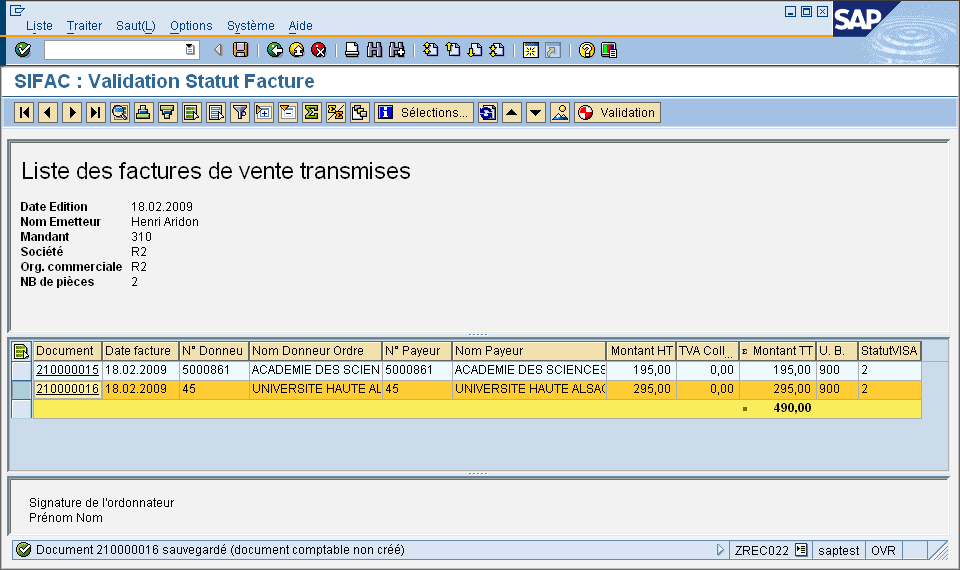 Liste Traiter Saut(L) Options Système Aide
SAP
SIFAC : Validation Statut Facture
Sélections... Validation
Liste des factures de vente transmises
Date Edition 18.02.2009
Nom Emetteur Henri Aridon
Mandant 310
Société R2
Org. commerciale R2
NB de pièces 2
Document Date facture N° Donneu Nom Donneur Ordre N° Payeur Nom Payeur Montant HT TVA Coll... Σ Montant TT U. B. StatutVISA
210000015 18.02.2009 5000861 ACADEMIE DES SCIEN 5000861 ACADEMIE DES SCIENCES 195,00 0,00 195,00 900 2
210000016 18.02.2009 45 UNIVERSITE HAUTE AL 45 UNIVERSITE HAUTE ALSA 295,00 0,00 295,00 900 2
490,00
Signature de l'ordonnateur
Prénom Nom
Document 210000016 sauvegardé (document comptable non créé) ZREC022 saptest OVR